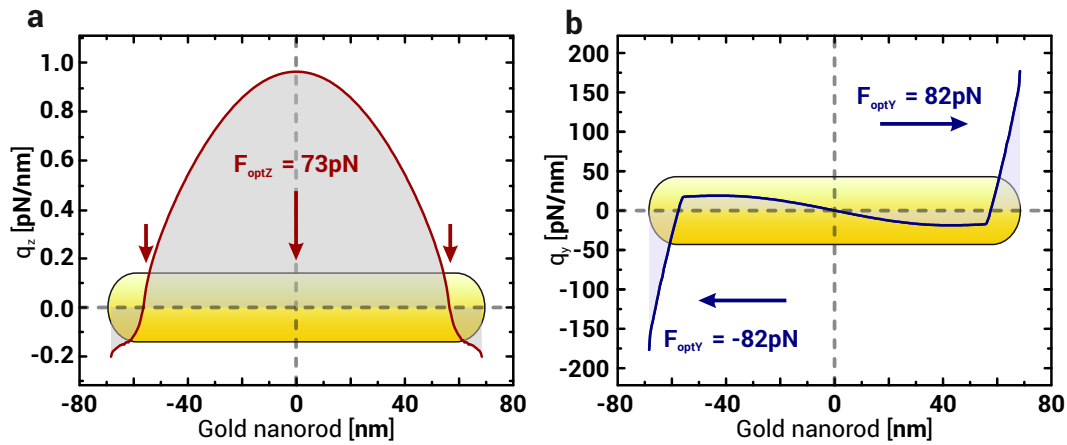 a
q_z [pN/nm]
1.0
0.8
0.6
0.4
0.2
0.0
-0.2
F_optZ = 73pN
-80 -40 0 40 80
Gold nanorod [nm]
b
q_y [pN/nm]
200
150
100
50
0
-50
-100
-150
-200
F_optY = 82pN
F_optY = -82pN
-80 -40 0 40 80
Gold nanorod [nm]